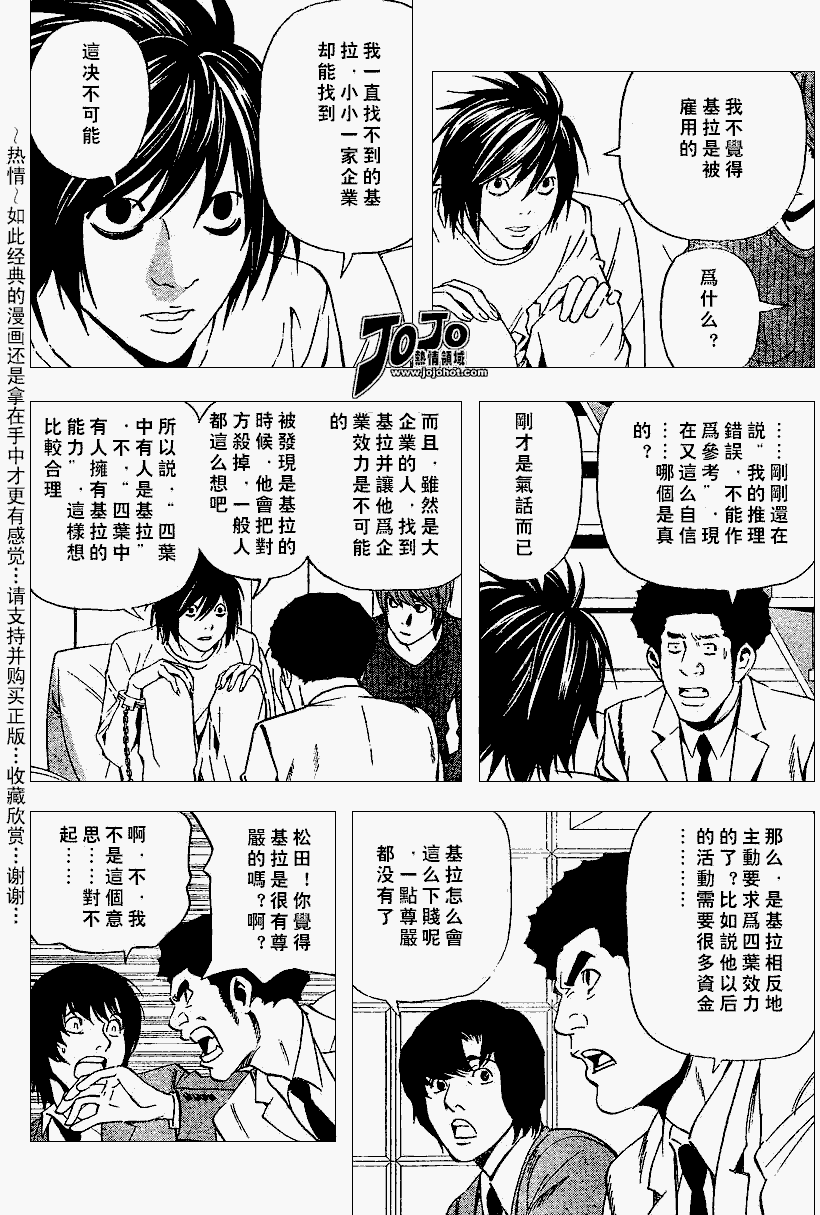 我不覺得
基拉是被
雇用的
爲什么？
我一直找不到的基
拉．小小一家企業
却能找到
這决不可能
JOJO
熱情領域
www.jojohot.com
……剛剛還在
説“我的推理
錯誤．不能作
爲參考”．現
在又這么自信
……哪個是真
的？
剛才是氣話而已
而且．雖然是大
企業的人．找到
基拉并讓他爲企
業效力是不可能
的
被發現是基拉的
時候．他會把對
方殺掉．一般人
都這么想吧
所以説．“四葉
中有人是基拉”
．不．“四葉中
有人擁有基拉的
能力”．這樣想
比較合理
那么．是基拉相反地
主動要求爲四葉效力
的了？比如説他以后
的活動需要很多資金
…………
基拉怎么會
這么下賤呢
．一點尊嚴
都没有了
松田！你覺得
基拉是很有尊
嚴的嗎？啊？
啊．不．我
不是這個意
思……對不
起……
～热情～如此经典的漫画还是拿在手中才更有感觉…请支持并购买正版…收藏欣赏…谢谢…